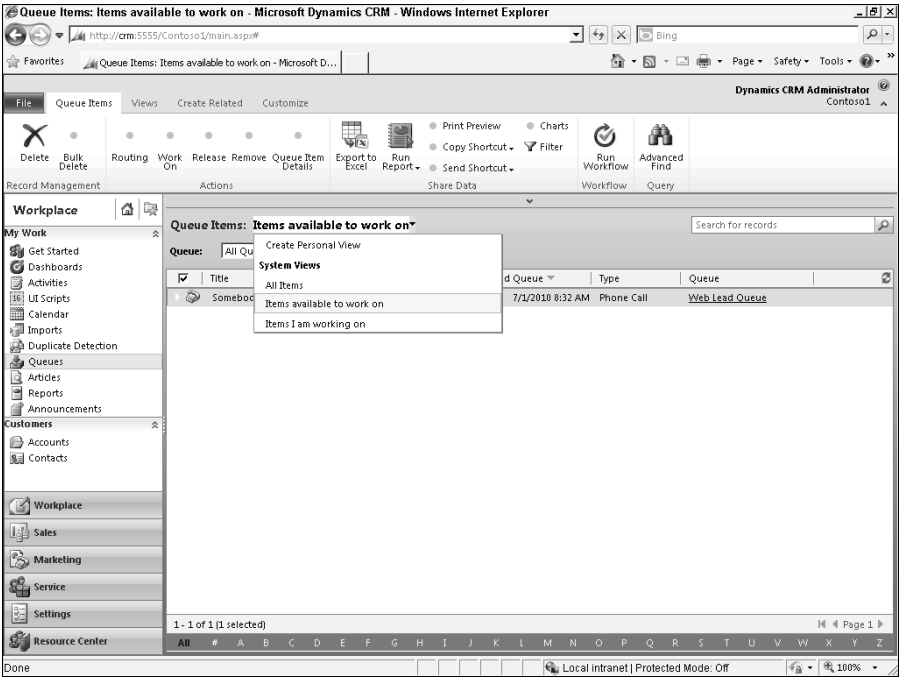 Queue Items: Items available to work on - Microsoft Dynamics CRM - Windows Internet Explorer
http://crm:5555/Contoso1/main.aspx# Bing
Favorites Queue Items: Items available to work on - Microsoft D... Page Safety Tools
Dynamics CRM Administrator
Contoso1
File Queue Items Views Create Related Customize
Delete Bulk Delete Routing Work On Release Remove Queue Item Details Export to Excel Run Report Print Preview Copy Shortcut Send Shortcut Charts Filter Run Workflow Advanced Find
Record Management Actions Share Data Workflow Query
Workplace
Queue Items: Items available to work on Search for records
My Work
Get Started
Dashboards
Activities
16 UI Scripts
Calendar
Imports
Duplicate Detection
Queues
Articles
Reports
Announcements
Customers
Accounts
Contacts
Queue: All Qu
Create Personal View
System Views
All Items
Items available to work on
Items I am working on
Title d Queue Type Queue
Someboc 7/1/2010 8:32 AM Phone Call Web Lead Queue
Workplace
Sales
Marketing
Service
Settings
Resource Center
1 - 1 of 1 (1 selected) Page 1
All # A B C D E F G H I J K L M N O P Q R S T U V W X Y Z
Done Local intranet | Protected Mode: Off 100%